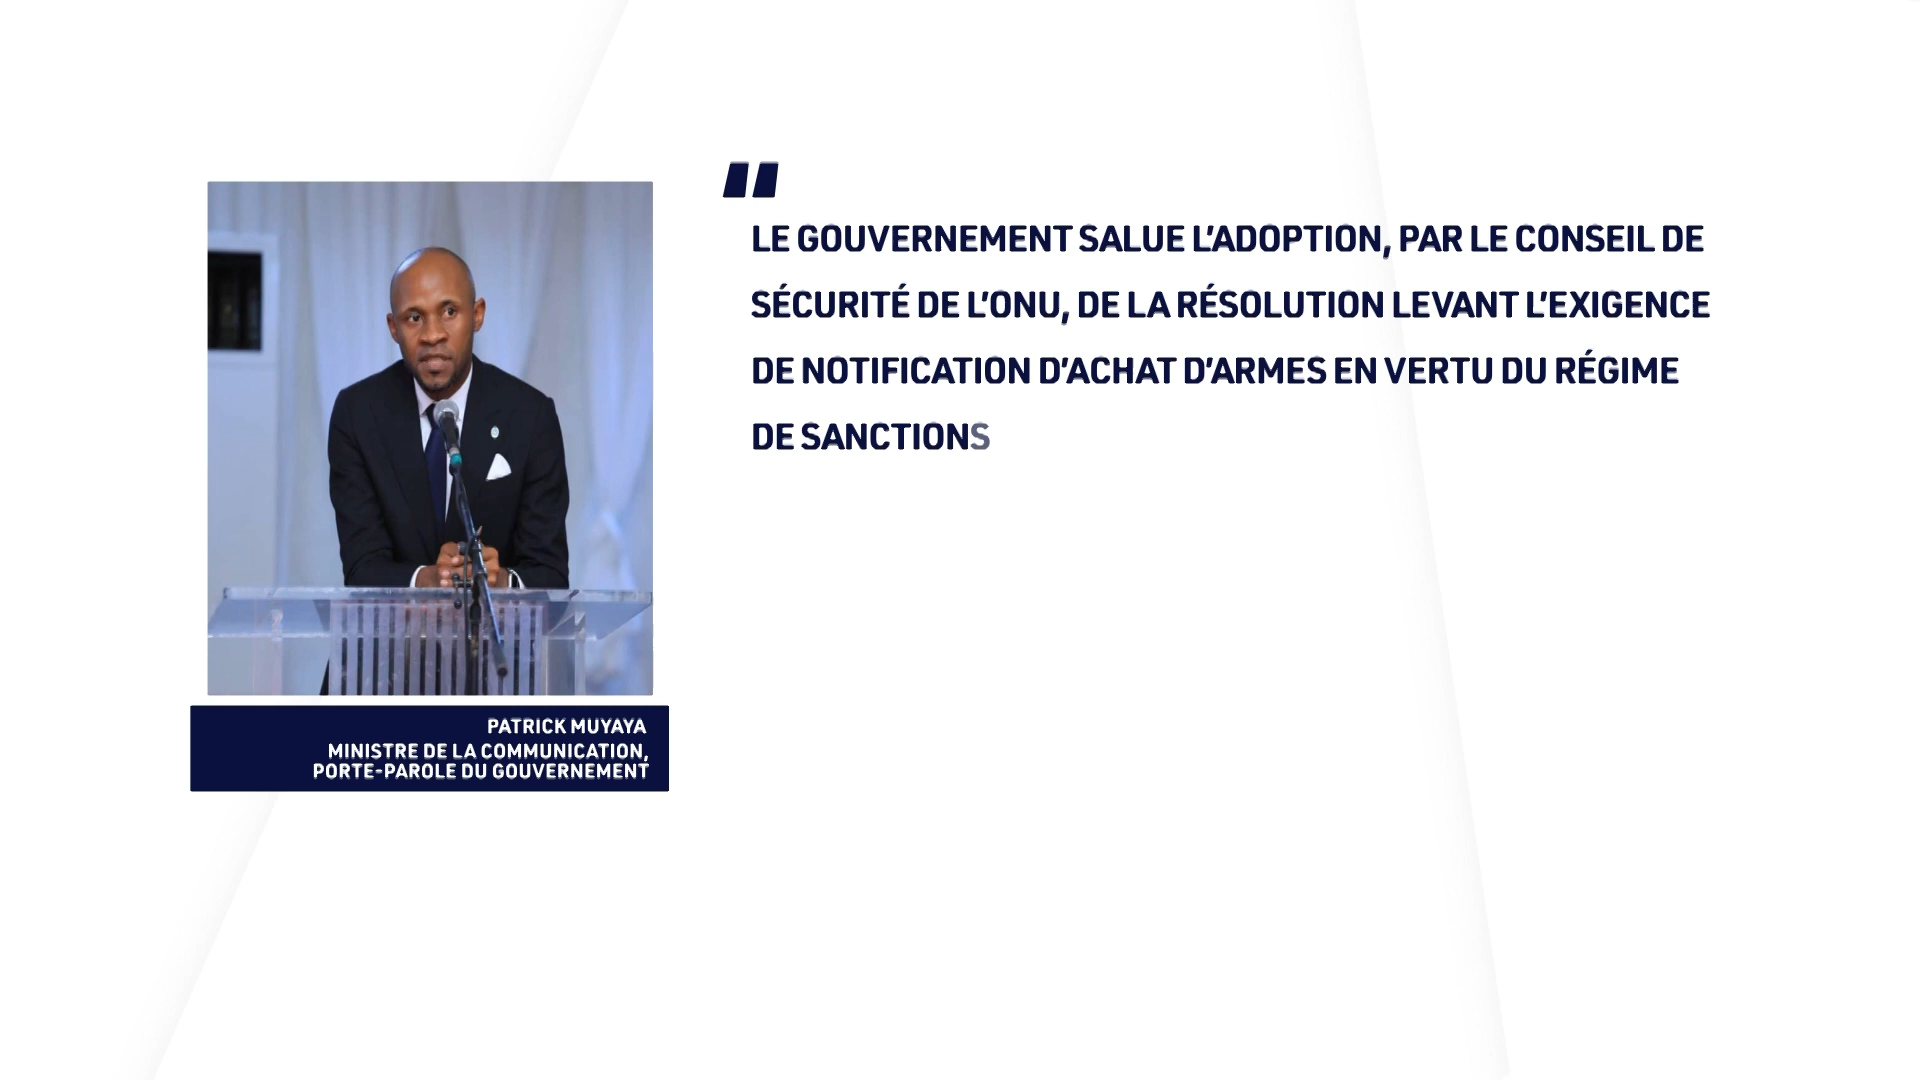 "
LE GOUVERNEMENT SALUE L'ADOPTION, PAR LE CONSEIL DE
SÉCURITÉ DE L'ONU, DE LA RÉSOLUTION LEVANT L'EXIGENCE
DE NOTIFICATION D'ACHAT D'ARMES EN VERTU DU RÉGIME
DE SANCTIONS
PATRICK MUYAYA
MINISTRE DE LA COMMUNICATION,
PORTE-PAROLE DU GOUVERNEMENT